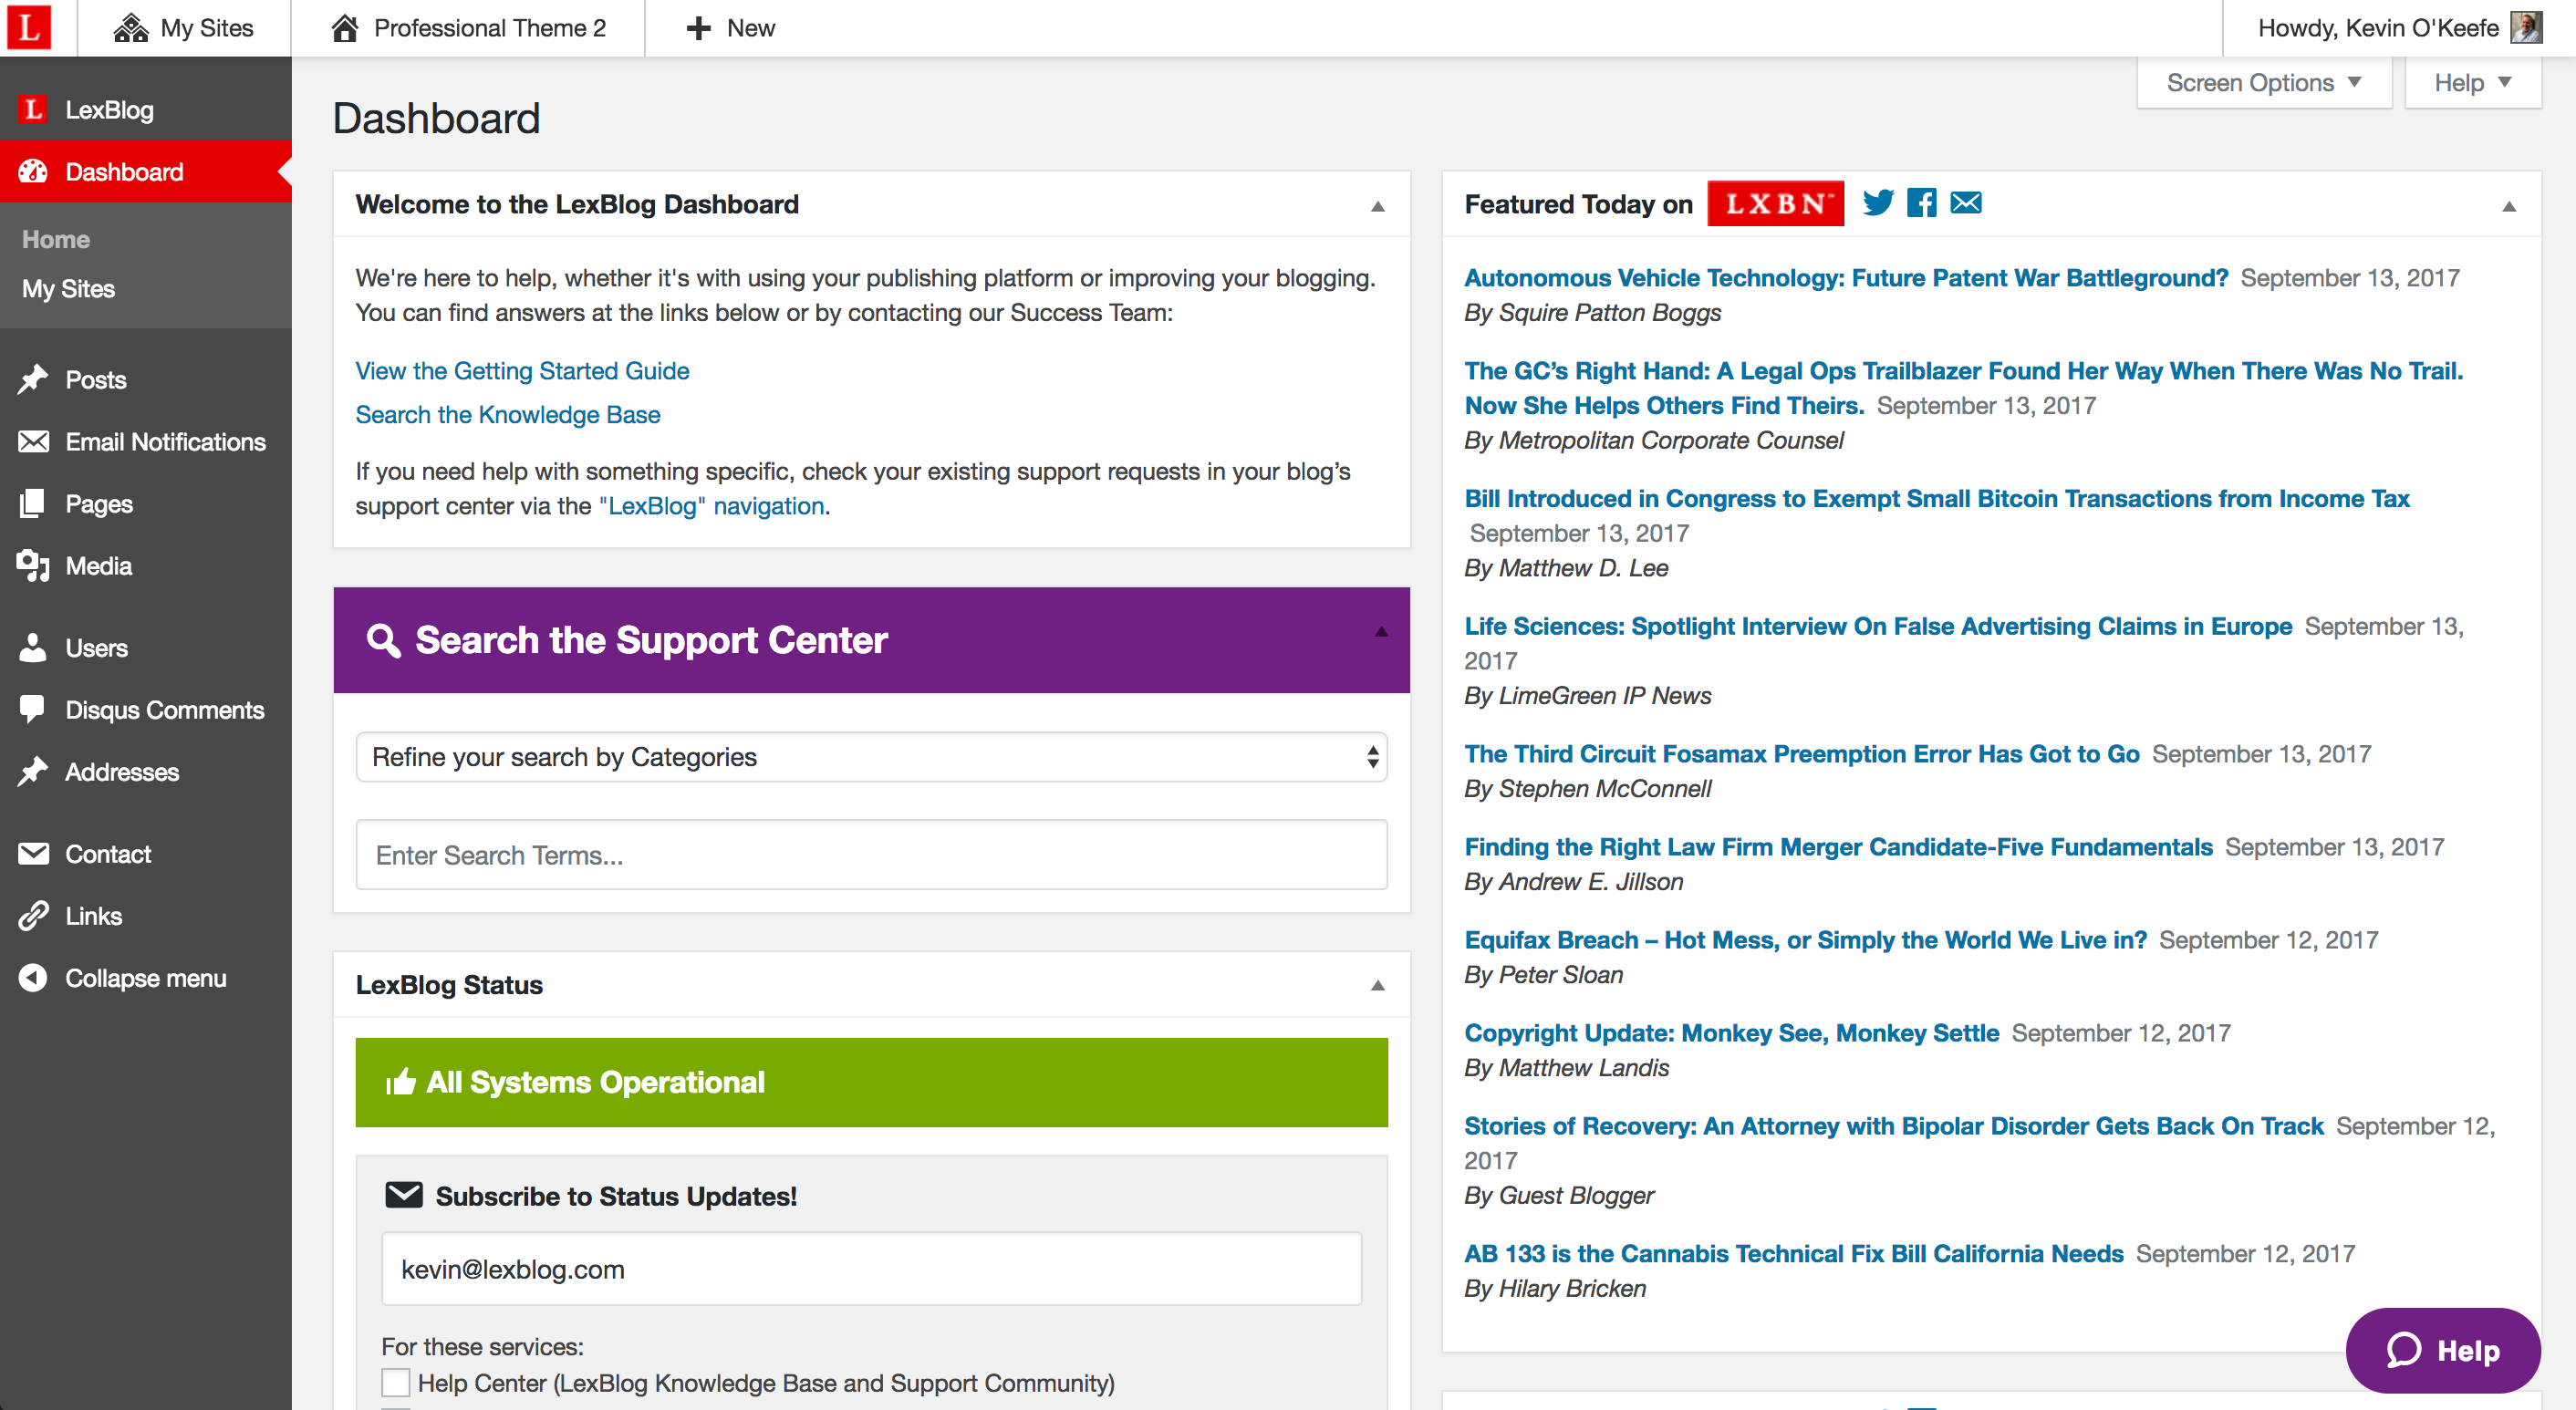 L
My Sites
Professional Theme 2
New
Howdy, Kevin O'Keefe
Screen Options
Help
L LexBlog
Dashboard
Home
My Sites
Posts
Email Notifications
Pages
Media
Users
Disqus Comments
Addresses
Contact
Links
Collapse menu
Dashboard
Welcome to the LexBlog Dashboard
We're here to help, whether it's with using your publishing platform or improving your blogging.
You can find answers at the links below or by contacting our Success Team:
View the Getting Started Guide
Search the Knowledge Base
If you need help with something specific, check your existing support requests in your blog’s
support center via the "LexBlog" navigation.
Search the Support Center
Refine your search by Categories
Enter Search Terms...
LexBlog Status
All Systems Operational
Subscribe to Status Updates!
kevin@lexblog.com
For these services:
Help Center (LexBlog Knowledge Base and Support Community)
Featured Today on LXBN™
Autonomous Vehicle Technology: Future Patent War Battleground? September 13, 2017
By Squire Patton Boggs
The GC’s Right Hand: A Legal Ops Trailblazer Found Her Way When There Was No Trail.
Now She Helps Others Find Theirs. September 13, 2017
By Metropolitan Corporate Counsel
Bill Introduced in Congress to Exempt Small Bitcoin Transactions from Income Tax
September 13, 2017
By Matthew D. Lee
Life Sciences: Spotlight Interview On False Advertising Claims in Europe September 13,
2017
By LimeGreen IP News
The Third Circuit Fosamax Preemption Error Has Got to Go September 13, 2017
By Stephen McConnell
Finding the Right Law Firm Merger Candidate-Five Fundamentals September 13, 2017
By Andrew E. Jillson
Equifax Breach – Hot Mess, or Simply the World We Live in? September 12, 2017
By Peter Sloan
Copyright Update: Monkey See, Monkey Settle September 12, 2017
By Matthew Landis
Stories of Recovery: An Attorney with Bipolar Disorder Gets Back On Track September 12,
2017
By Guest Blogger
AB 133 is the Cannabis Technical Fix Bill California Needs September 12, 2017
By Hilary Bricken
Help